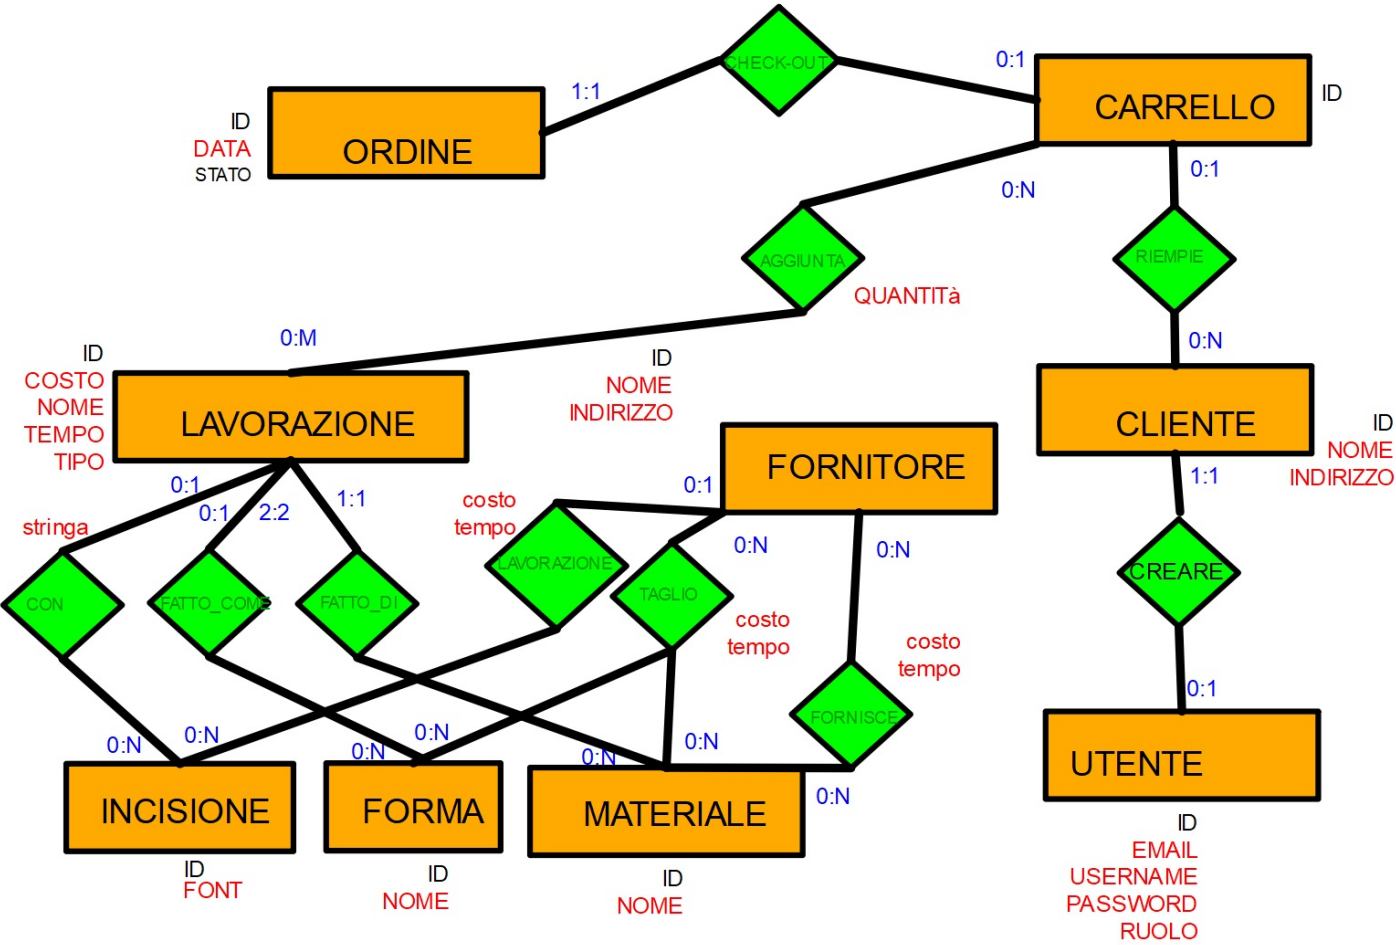 CHECK-OUT
0:1
CARRELLO
ID
1:1
ID
DATA
STATO
ORDINE
0:1
0:N
AGGIUNTA
RIEMPIE
QUANTITà
0:M
0:N
ID
COSTO
NOME
TEMPO
TIPO
LAVORAZIONE
ID
NOME
INDIRIZZO
CLIENTE
ID
NOME
INDIRIZZO
FORNITORE
0:1
0:1
2:2
1:1
stringa
costo
tempo
0:1
1:1
0:N
0:N
LAVORAZIONE
TAGLIO
CREARE
CON
FATTO_COME
FATTO_DI
costo
tempo
costo
tempo
0:1
FORNISCE
0:N
0:N
0:N
0:N
0:N
0:N
0:N
INCISIONE
FORMA
MATERIALE
UTENTE
ID
FONT
ID
NOME
ID
NOME
ID
EMAIL
USERNAME
PASSWORD
RUOLO